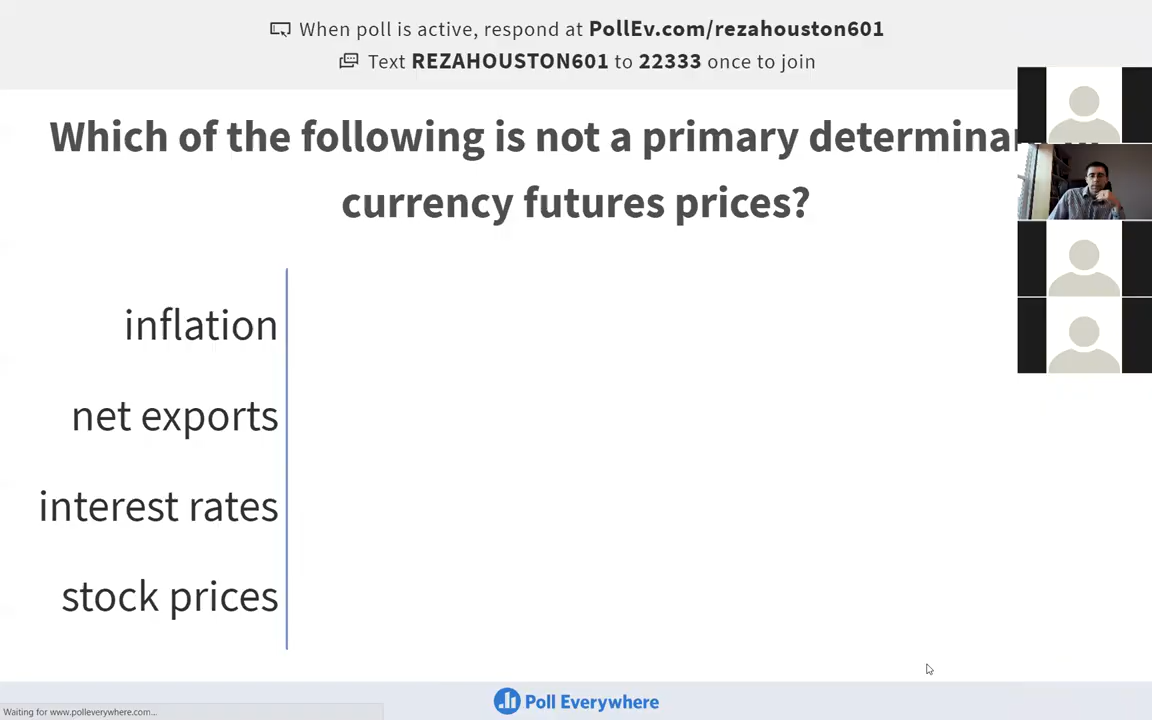 When poll is active, respond at PollEv.com/rezahouston601
Text REZAHOUSTON601 to 22333 once to join
Which of the following is not a primary
currency futures prices?
inflation
net exports
interest rates
stock prices
Poll Everywhere
Waiting for www.polleverywhere.com...